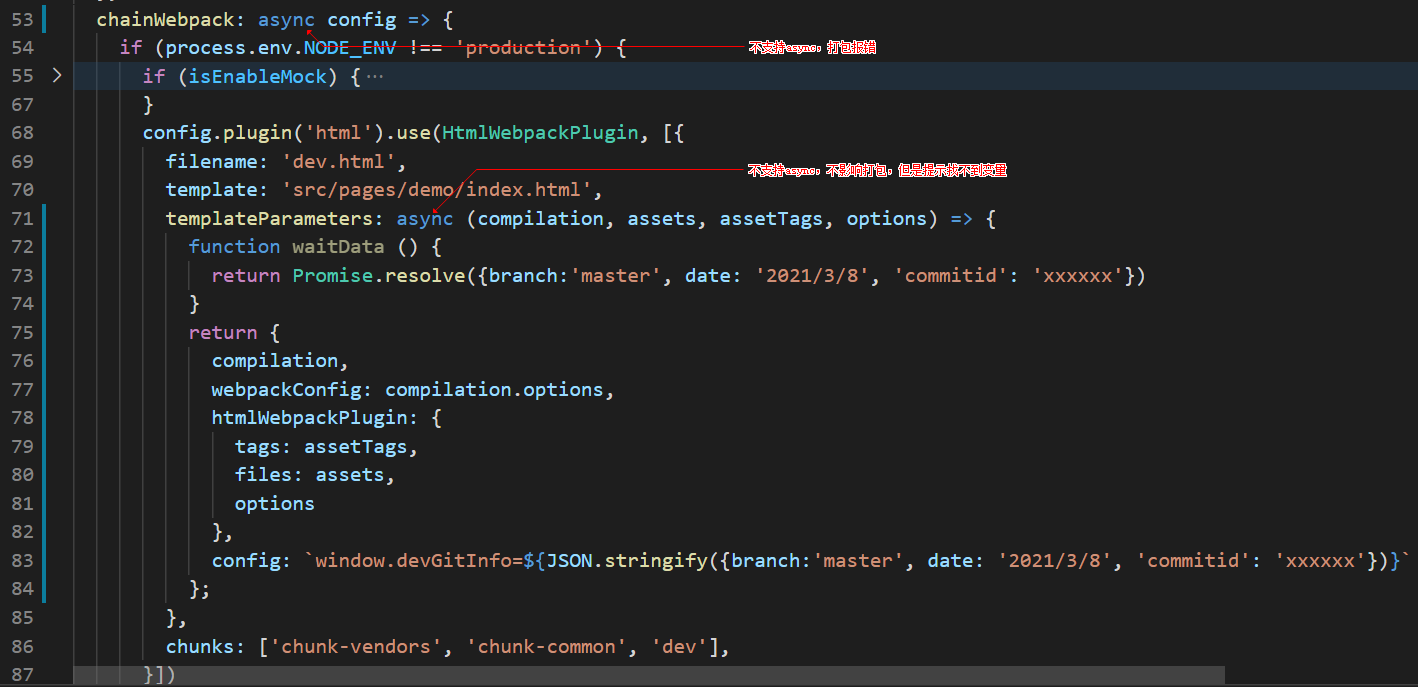 53 chainWebpack: async config => {
54 if (process.env.NODE_ENV !== 'production') { 不支持async，打包报错
55 if (isEnableMock) { ···
67 }
68 config.plugin('html').use(HtmlWebpackPlugin, [{
69 filename: 'dev.html', 不支持async，不影响打包，但是提示找不到变量
70 template: 'src/pages/demo/index.html',
71 templateParameters: async (compilation, assets, assetTags, options) => {
72 function waitData () {
73 return Promise.resolve({branch:'master', date: '2021/3/8', 'commitid': 'xxxxxx'})
74 }
75 return {
76 compilation,
77 webpackConfig: compilation.options,
78 htmlWebpackPlugin: {
79 tags: assetTags,
80 files: assets,
81 options
82 },
83 config: `window.devGitInfo=${JSON.stringify({branch:'master', date: '2021/3/8', 'commitid': 'xxxxxx'})}`
84 };
85 },
86 chunks: ['chunk-vendors', 'chunk-common', 'dev'],
87 }])